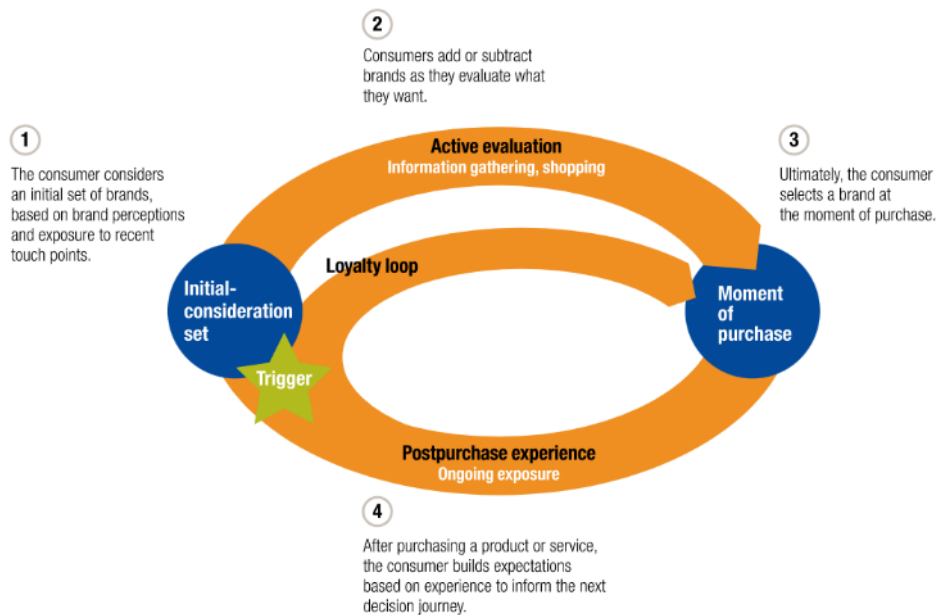 1
The consumer considers
an initial set of brands,
based on brand perceptions
and exposure to recent
touch points.
2
Consumers add or subtract
brands as they evaluate what
they want.
3
Ultimately, the consumer
selects a brand at
the moment of purchase.
Active evaluation
Information gathering, shopping
Loyalty loop
Initial-
consideration
set
Trigger
Moment
of
purchase
Postpurchase experience
Ongoing exposure
4
After purchasing a product or service,
the consumer builds expectations
based on experience to inform the next
decision journey.